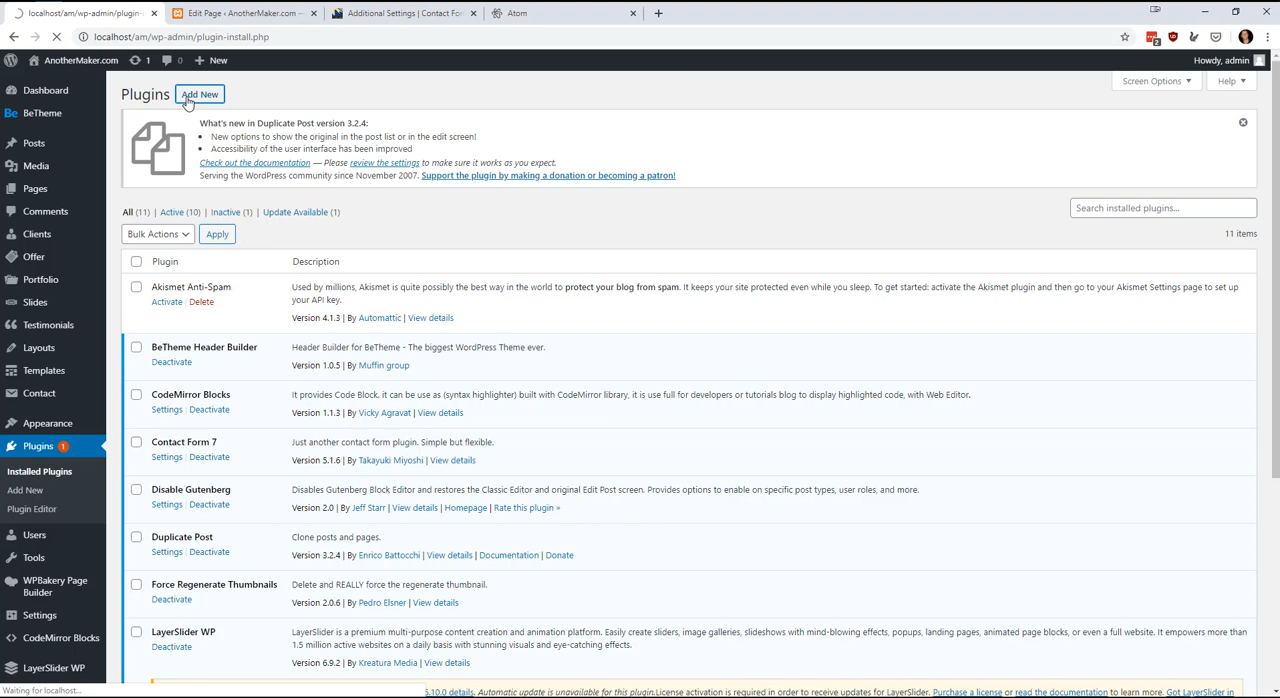 localhost/am/wp-admin/plugin-
Edit Page ‹ AnotherMaker.com —
Additional Settings | Contact For
Atom
localhost/am/wp-admin/plugin-install.php
2
AnotherMaker.com
1
0
New
Howdy, admin
Dashboard
Be BeTheme
Posts
Media
Pages
Comments
Clients
Offer
Portfolio
Slides
Testimonials
Layouts
Templates
Contact
Appearance
Plugins 1
Installed Plugins
Add New
Plugin Editor
Users
Tools
WPBakery Page
Builder
Settings
CodeMirror Blocks
LayerSlider WP
Plugins Add New
Screen Options
Help
What's new in Duplicate Post version 3.2.4:
• New options to show the original in the post list or in the edit screen!
• Accessibility of the user interface has been improved
Check out the documentation — Please review the settings to make sure it works as you expect.
Serving the WordPress community since November 2007. Support the plugin by making a donation or becoming a patron!
All (11) | Active (10) | Inactive (1) | Update Available (1)
Search installed plugins...
Bulk Actions Apply
11 items
Plugin Description
Akismet Anti-Spam
Activate | Delete
Used by millions, Akismet is quite possibly the best way in the world to protect your blog from spam. It keeps your site protected even while you sleep. To get started: activate the Akismet plugin and then go to your Akismet Settings page to set up
your API key.
Version 4.1.3 | By Automattic | View details
BeTheme Header Builder
Deactivate
Header Builder for BeTheme - The biggest WordPress Theme ever.
Version 1.0.5 | By Muffin group
CodeMirror Blocks
Settings | Deactivate
It provides Code Block. it can be use as (syntax highlighter) built with CodeMirror library, it is use full for developers or tutorials blog to display highlighted code, with Web Editor.
Version 1.1.3 | By Vicky Agravat | View details
Contact Form 7
Settings | Deactivate
Just another contact form plugin. Simple but flexible.
Version 5.1.6 | By Takayuki Miyoshi | View details
Disable Gutenberg
Settings | Deactivate
Disables Gutenberg Block Editor and restores the Classic Editor and original Edit Post screen. Provides options to enable on specific post types, user roles, and more.
Version 2.0 | By Jeff Starr | View details | Homepage | Rate this plugin »
Duplicate Post
Settings | Deactivate
Clone posts and pages.
Version 3.2.4 | By Enrico Battocchi | View details | Documentation | Donate
Force Regenerate Thumbnails
Deactivate
Delete and REALLY force the regenerate thumbnail.
Version 2.0.6 | By Pedro Elsner | View details
LayerSlider WP
Deactivate
LayerSlider is a premium multi-purpose content creation and animation platform. Easily create sliders, image galleries, slideshows with mind-blowing effects, popups, landing pages, animated page blocks, or even a full website. It empowers more than
1.5 million active websites on a daily basis with stunning visuals and eye-catching effects.
Version 6.9.2 | By Kreatura Media | View details
6.10.0 details. Automatic update is unavailable for this plugin.License activation is required in order to receive updates for LayerSlider. Purchase a license or read the documentation to learn more. Got LayerSlider in
Waiting for localhost...